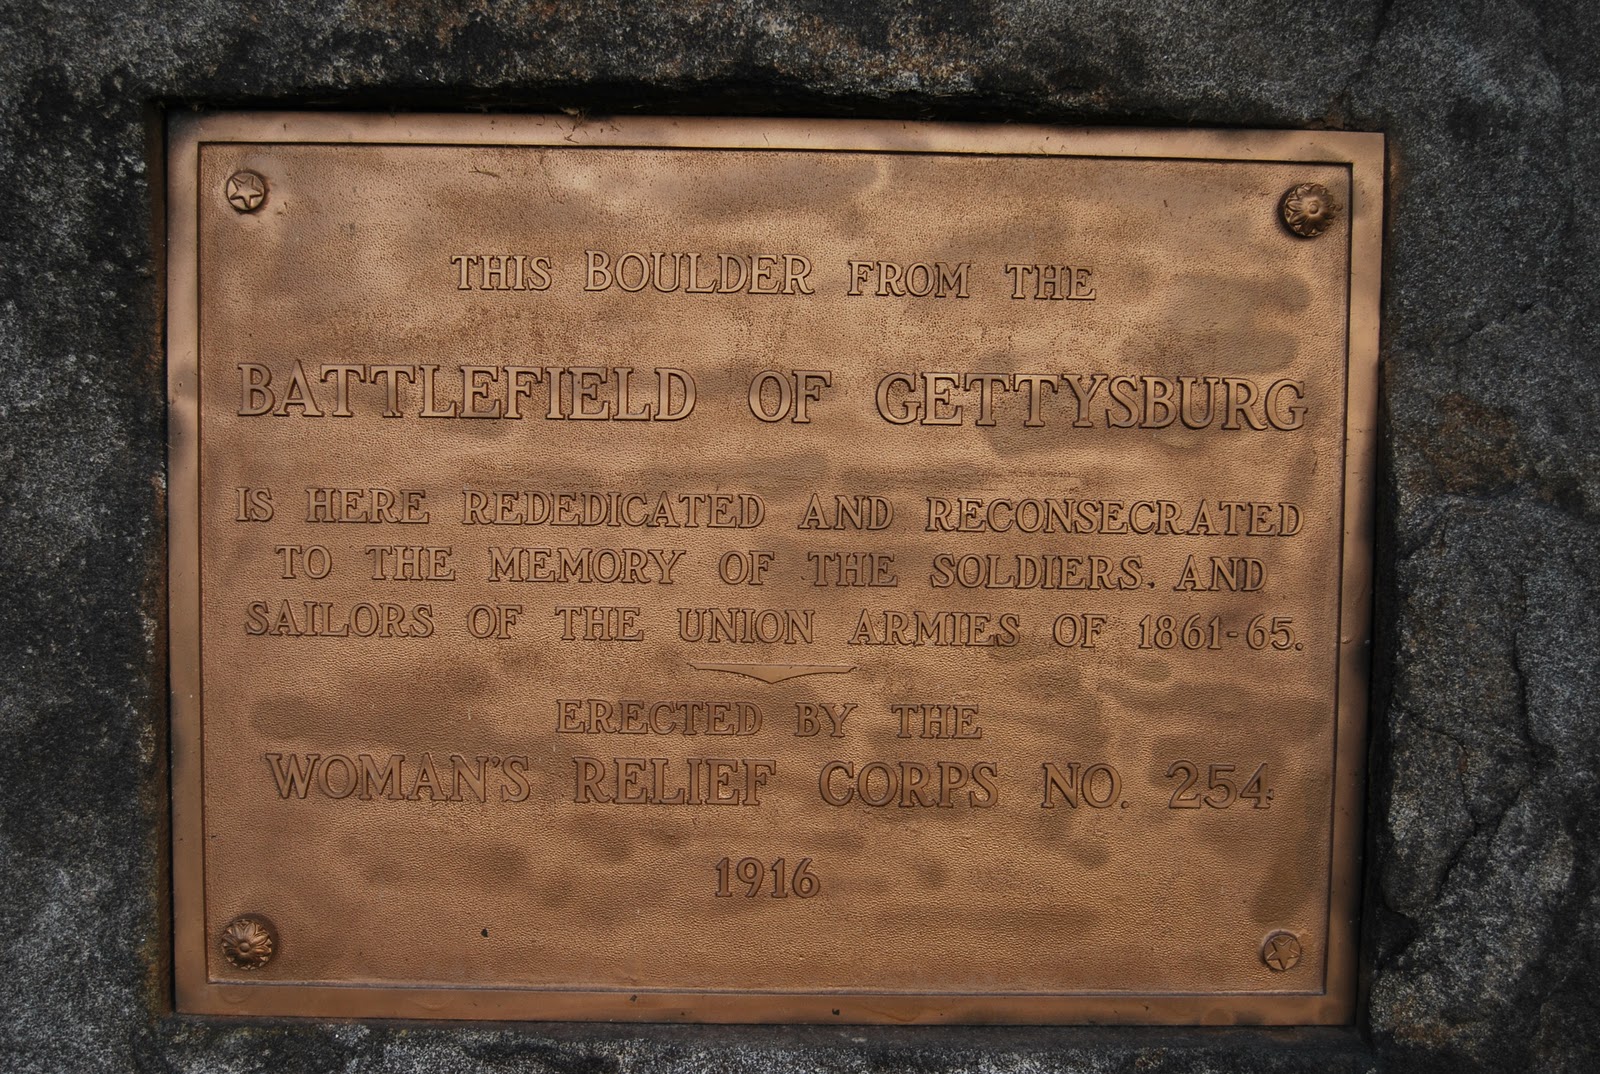 THIS BOULDER FROM THE
BATTLEFIELD OF GETTYSBURG
IS HERE REDEDICATED AND RECONSECRATED
TO THE MEMORY OF THE SOLDIERS. AND
SAILORS OF THE UNION ARMIES OF 1861-65.
ERECTED BY THE
WOMAN'S RELIEF CORPS NO. 254
1916